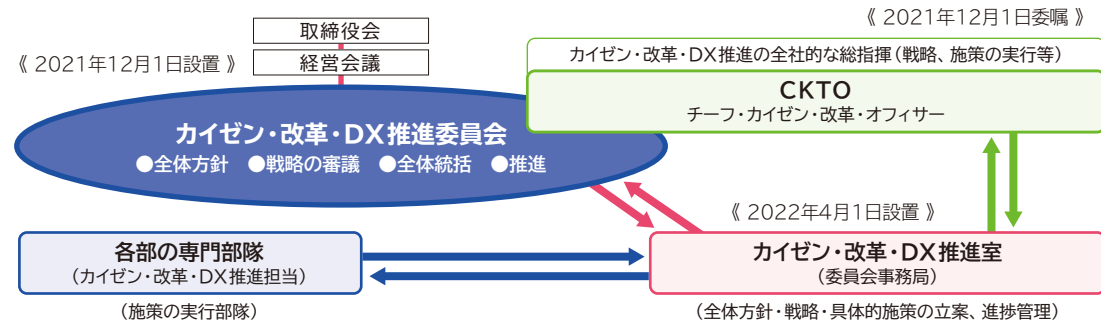 《 2021年12月1日委嘱 》
取締役会
《 2021年12月1日設置 》
経営会議
カイゼン・改革・DX推進の全社的な総指揮（戦略、施策の実行等）
CKTO
チーフ・カイゼン・改革・オフィサー
カイゼン・改革・DX推進委員会
●全体方針 ●戦略の審議 ●全体統括 ●推進
《 2022年4月1日設置 》
各部の専門部隊
（カイゼン・改革・DX推進担当）
（施策の実行部隊）
カイゼン・改革・DX推進室
（委員会事務局）
（全体方針・戦略・具体的施策の立案、進捗管理）